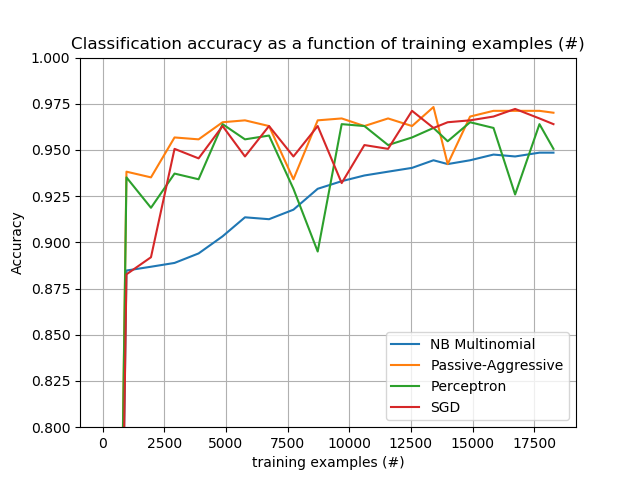 Classification accuracy as a function of training examples (#)
1.000
0.975
0.950
0.925
0.900
0.875
0.850
0.825
0.800
Accuracy
NB Multinomial
Passive-Aggressive
Perceptron
SGD
0 2500 5000 7500 10000 12500 15000 17500
training examples (#)